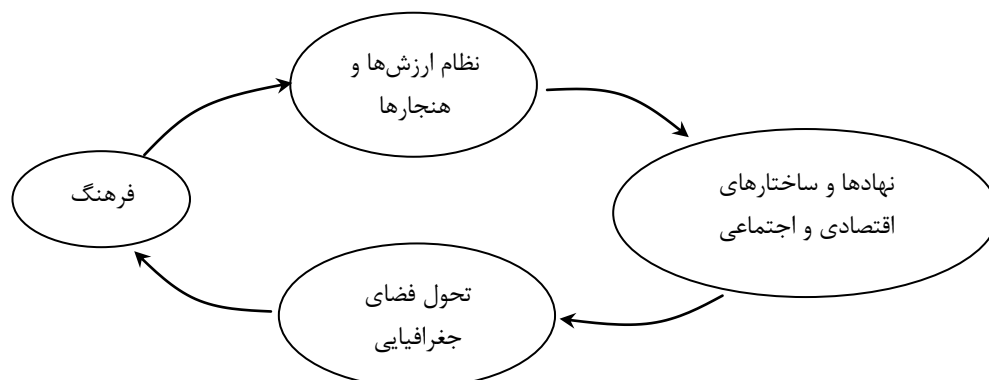 نظام ارزش‌ها و
هنجارها
نهادها و ساختارهای
اقتصادی و اجتماعی
فرهنگ
تحول فضای
جغرافیایی